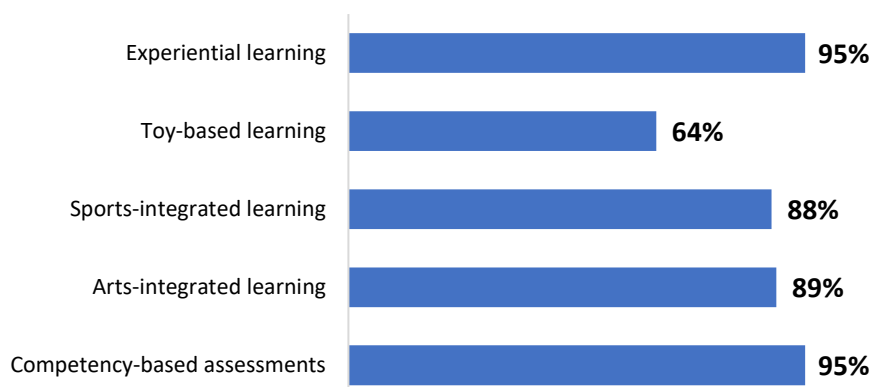 Experiential learning 95%
Toy-based learning 64%
Sports-integrated learning 88%
Arts-integrated learning 89%
Competency-based assessments 95%